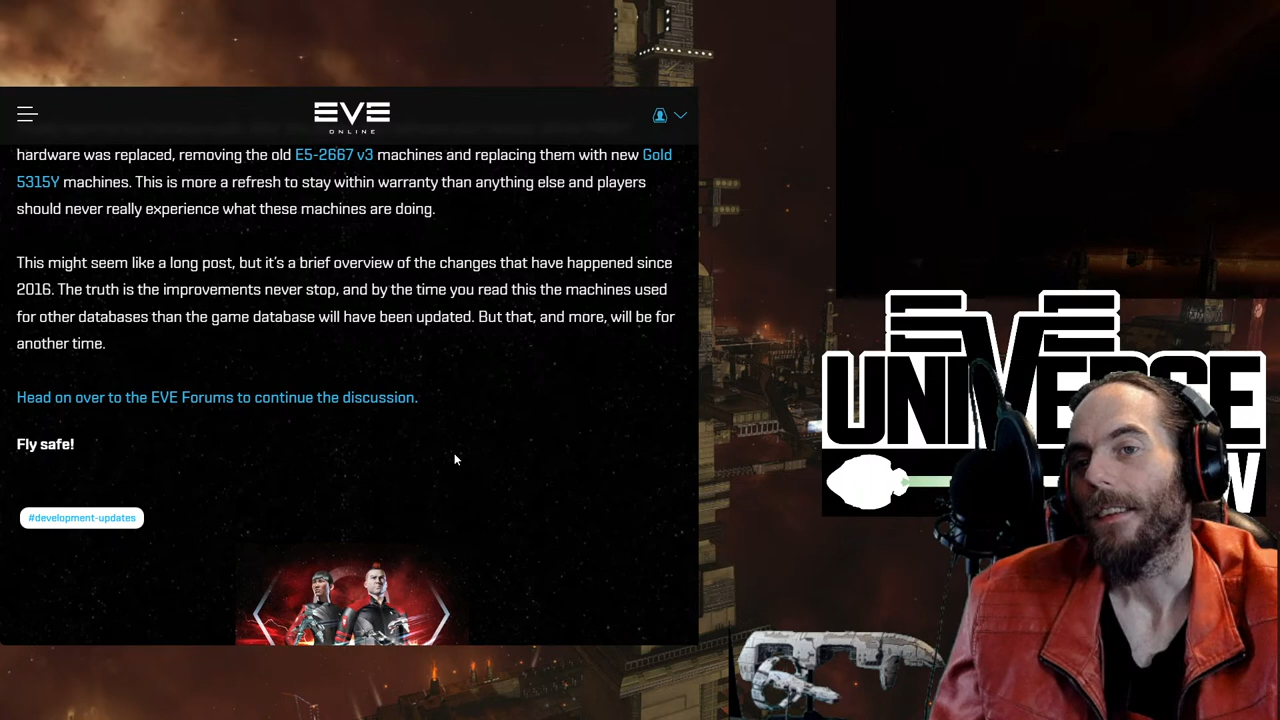 EVE
ONLINE
hardware was replaced, removing the old E5-2667 v3 machines and replacing them with new Gold
5315Y machines. This is more a refresh to stay within warranty than anything else and players
should never really experience what these machines are doing.
This might seem like a long post, but it’s a brief overview of the changes that have happened since
2016. The truth is the improvements never stop, and by the time you read this the machines used
for other databases than the game database will have been updated. But that, and more, will be for
another time.
Head on over to the EVE Forums to continue the discussion.
Fly safe!
#development-updates
EVE
UNIVERSE